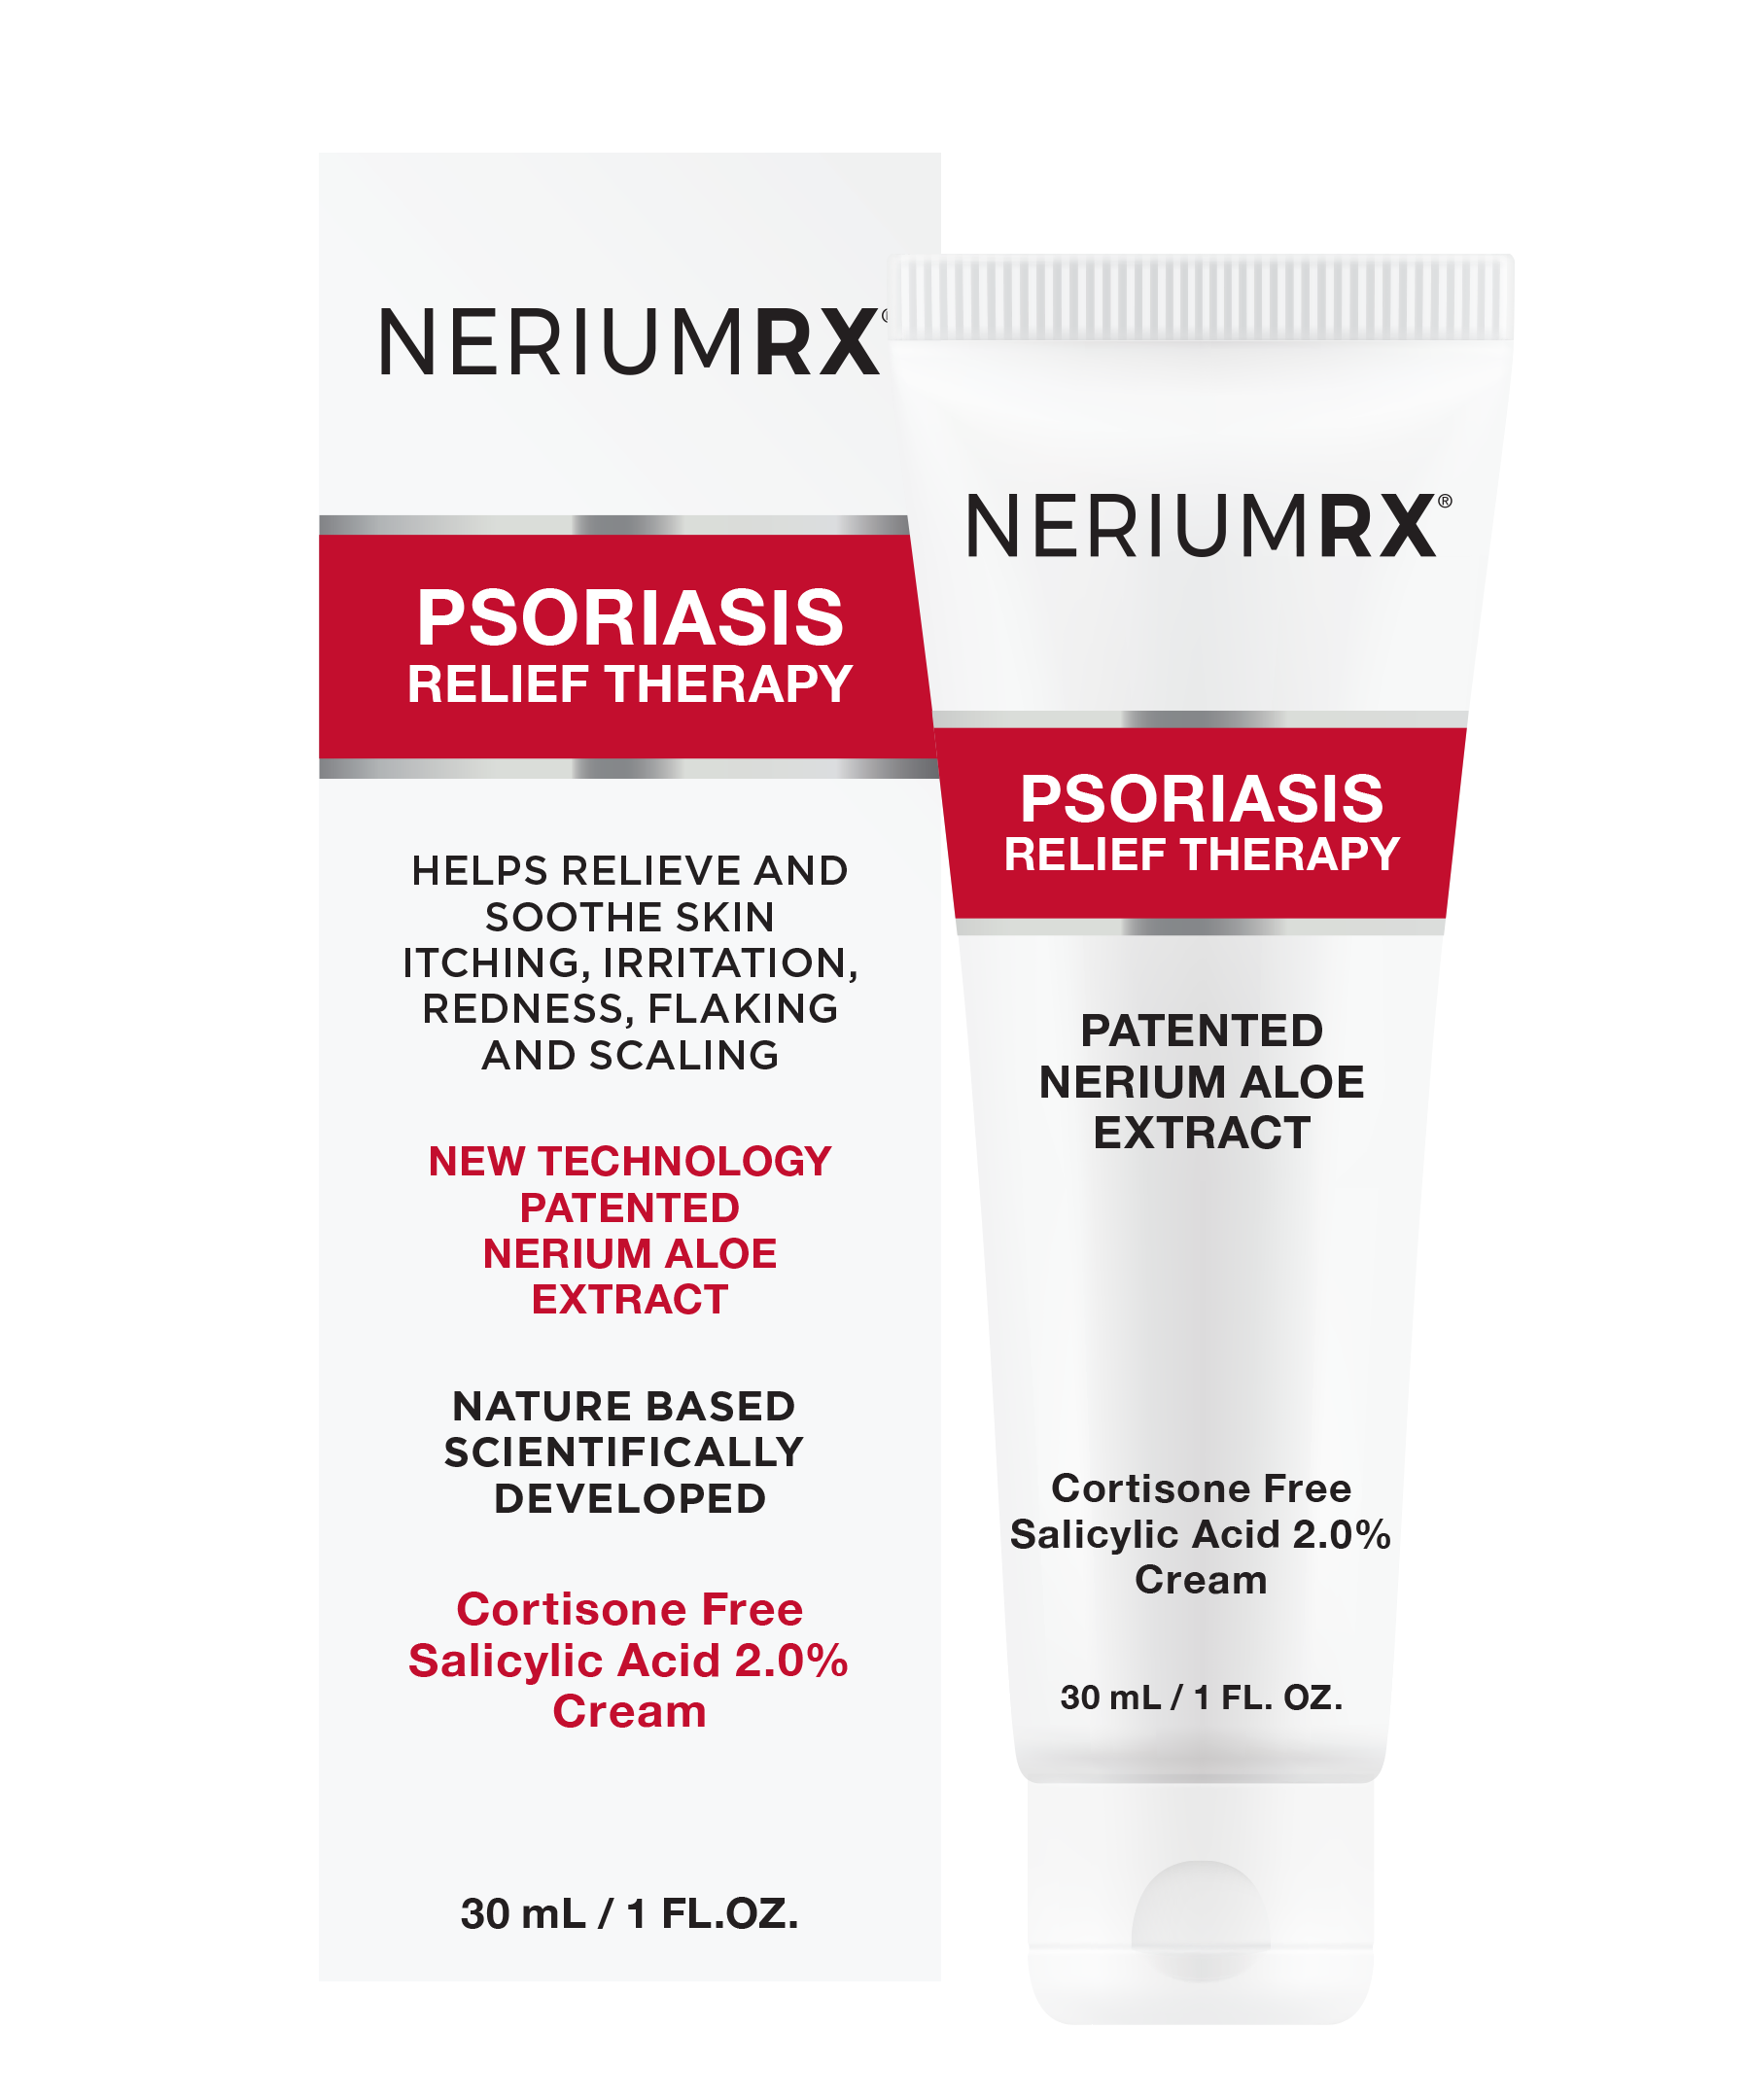 NERIUMRX®
PSORIASIS
RELIEF THERAPY
HELPS RELIEVE AND
SOOTHE SKIN
ITCHING, IRRITATION,
REDNESS, FLAKING
AND SCALING
NEW TECHNOLOGY
PATENTED
NERIUM ALOE
EXTRACT
NATURE BASED
SCIENTIFICALLY
DEVELOPED
Cortisone Free
Salicylic Acid 2.0%
Cream
30 mL / 1 FL.OZ.
NERIUMRX®
PSORIASIS
RELIEF THERAPY
PATENTED
NERIUM ALOE
EXTRACT
Cortisone Free
Salicylic Acid 2.0%
Cream
30 mL / 1 FL. OZ.